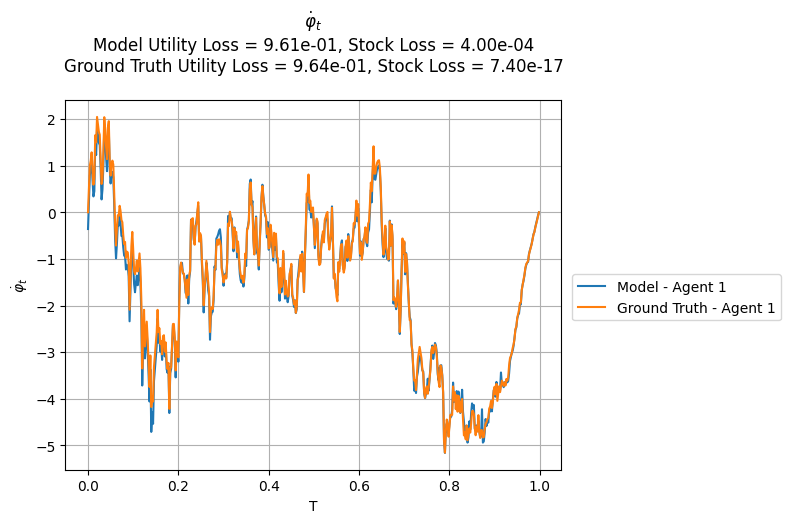 φ̇_t
Model Utility Loss = 9.61e-01, Stock Loss = 4.00e-04
Ground Truth Utility Loss = 9.64e-01, Stock Loss = 7.40e-17
2
1
0
−1
−2
−3
−4
−5
φ̇_t
0.0 0.2 0.4 0.6 0.8 1.0
T
Model - Agent 1
Ground Truth - Agent 1